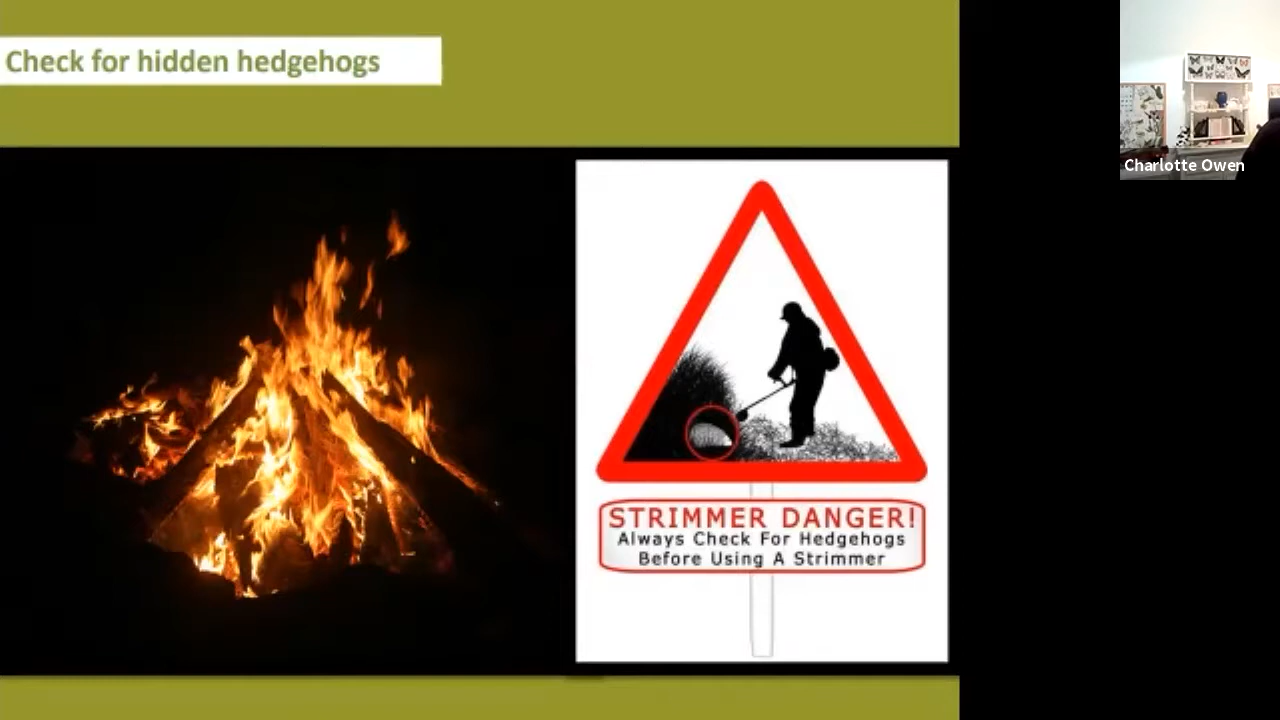 Check for hidden hedgehogs
Charlotte Owen
STRIMMER DANGER!
Always Check For Hedgehogs
Before Using A Strimmer